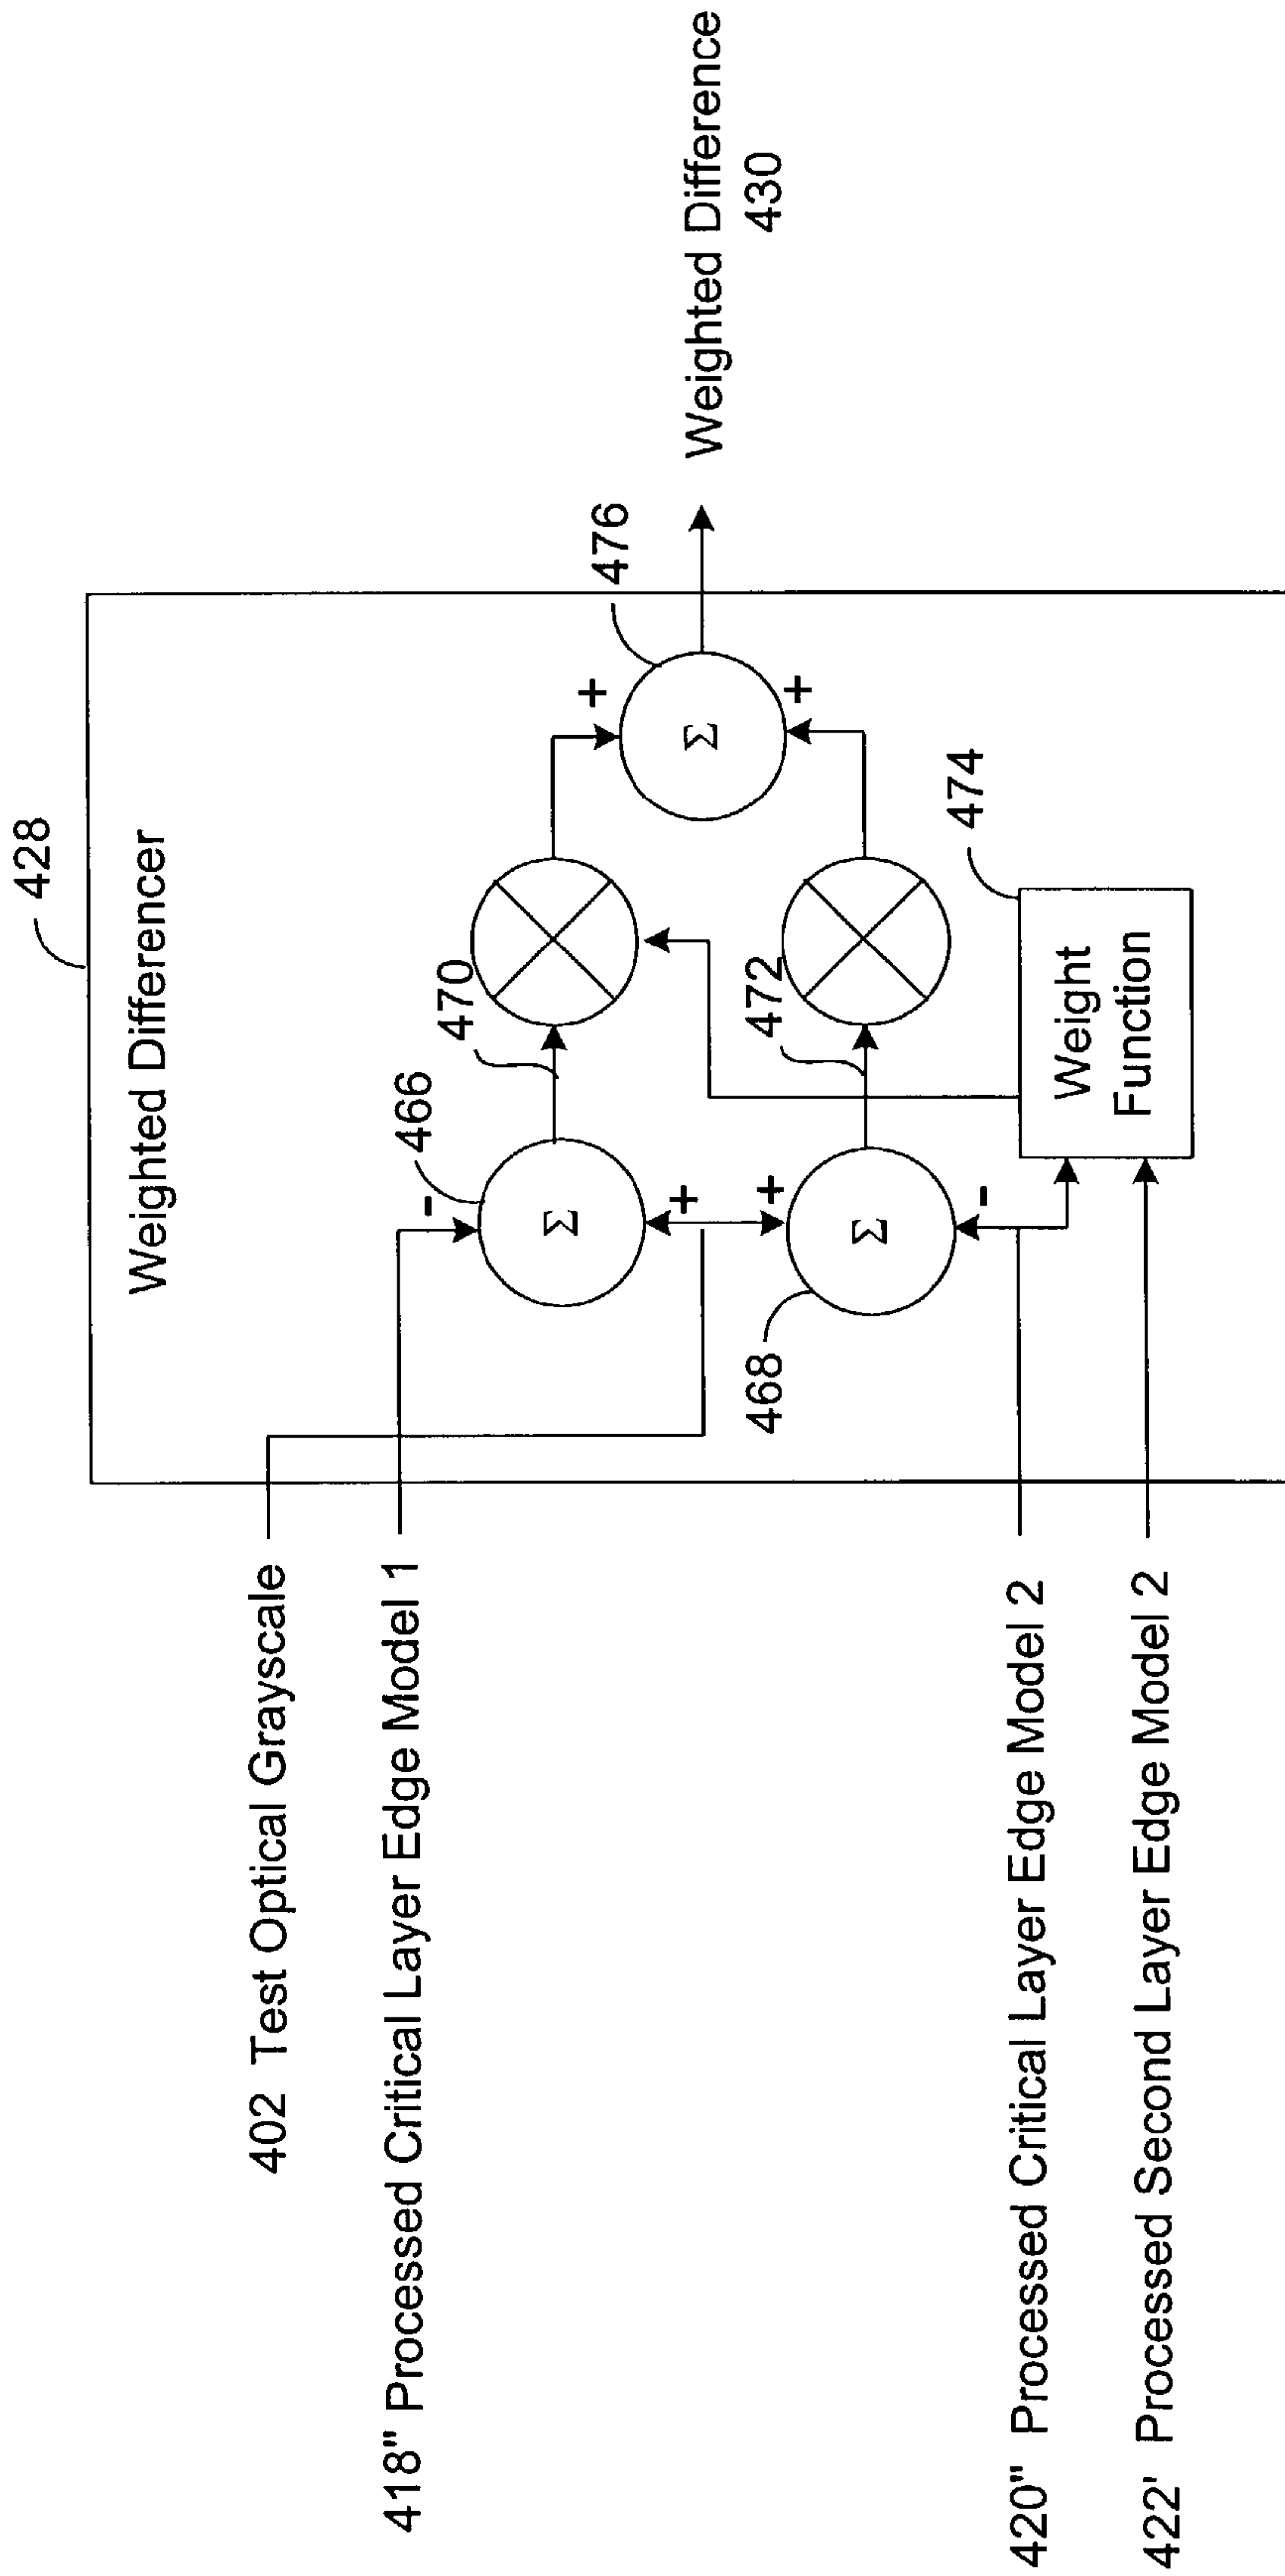 428
Weighted Differencer
402 Test Optical Grayscale
418" Processed Critical Layer Edge Model 1
420" Processed Critical Layer Edge Model 2
422' Processed Second Layer Edge Model 2
-
466
Σ
+
+
468
Σ
-
470
472
Weight
Function
474
+
476
Σ
+
Weighted Difference
430